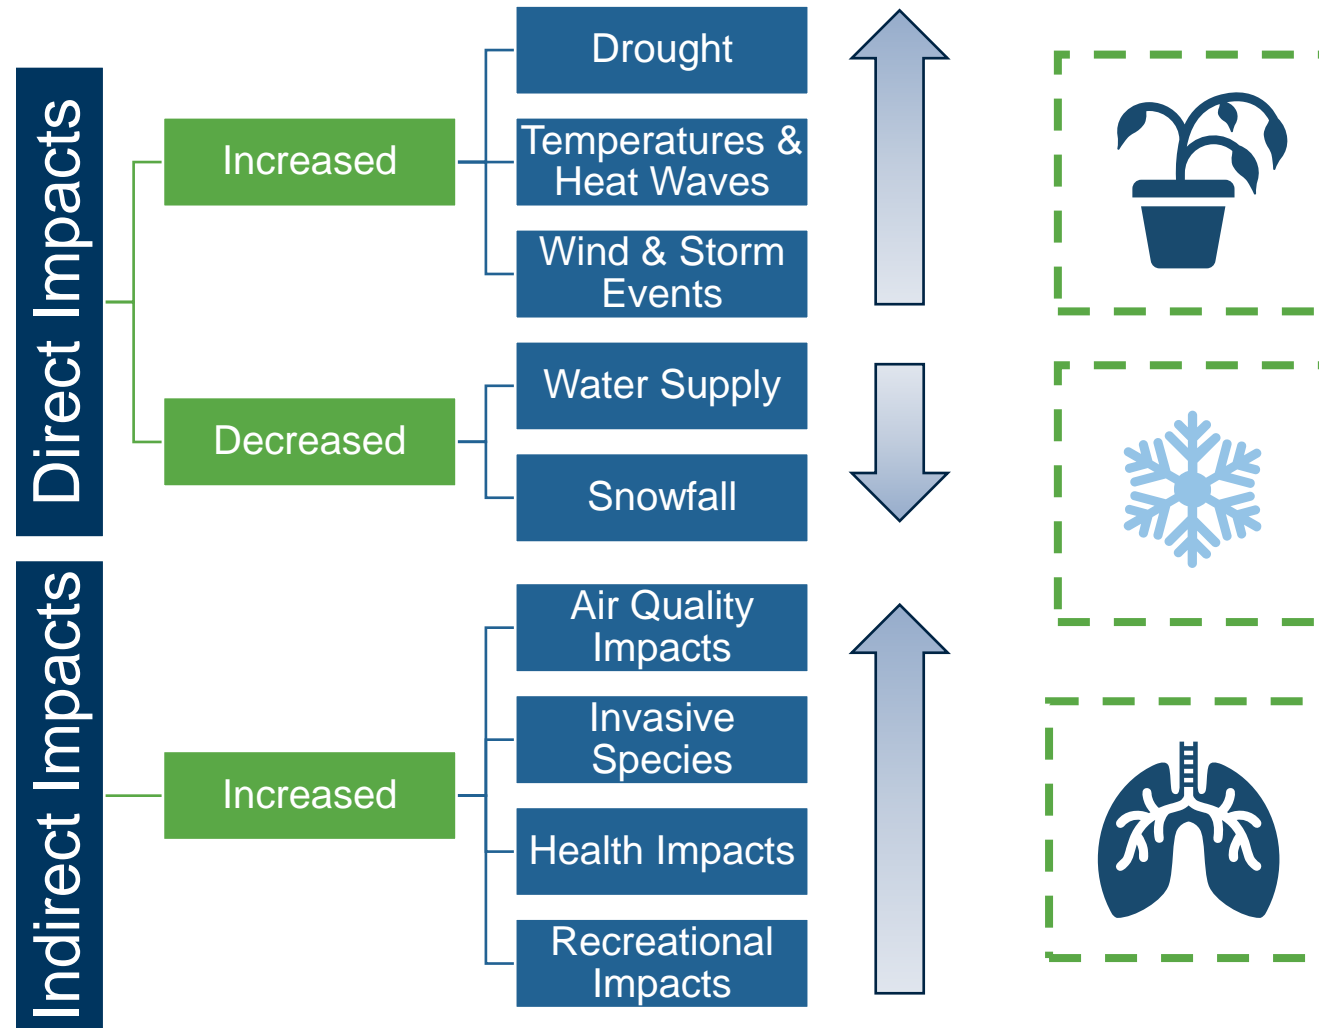 Direct Impacts
Increased
Drought
Temperatures &
Heat Waves
Wind & Storm
Events
Decreased
Water Supply
Snowfall
Indirect Impacts
Increased
Air Quality
Impacts
Invasive
Species
Health Impacts
Recreational
Impacts